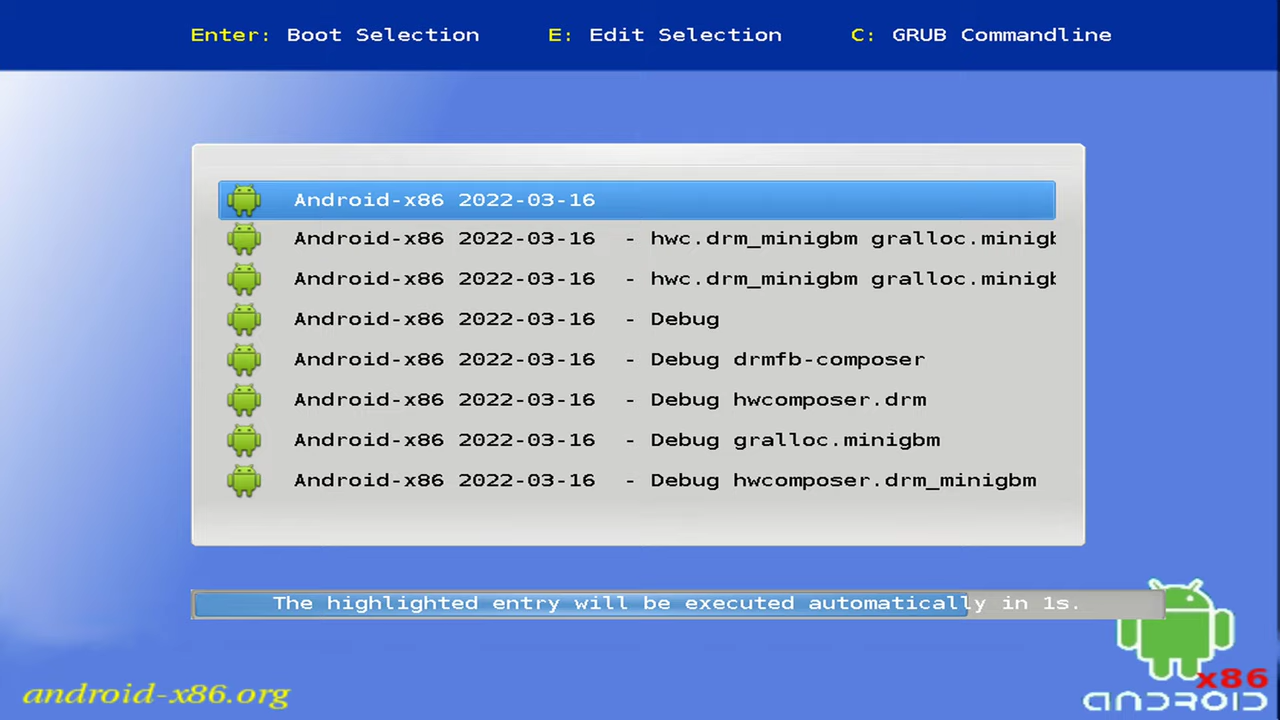 Enter: Boot Selection E: Edit Selection C: GRUB Commandline
Android-x86 2022-03-16
Android-x86 2022-03-16 - hwc.drm_minigbm gralloc.minigb
Android-x86 2022-03-16 - hwc.drm_minigbm gralloc.minigb
Android-x86 2022-03-16 - Debug
Android-x86 2022-03-16 - Debug drmfb-composer
Android-x86 2022-03-16 - Debug hwcomposer.drm
Android-x86 2022-03-16 - Debug gralloc.minigbm
Android-x86 2022-03-16 - Debug hwcomposer.drm_minigbm
The highlighted entry will be executed automatically in 1s.
x86
android-x86.org
ANDROID